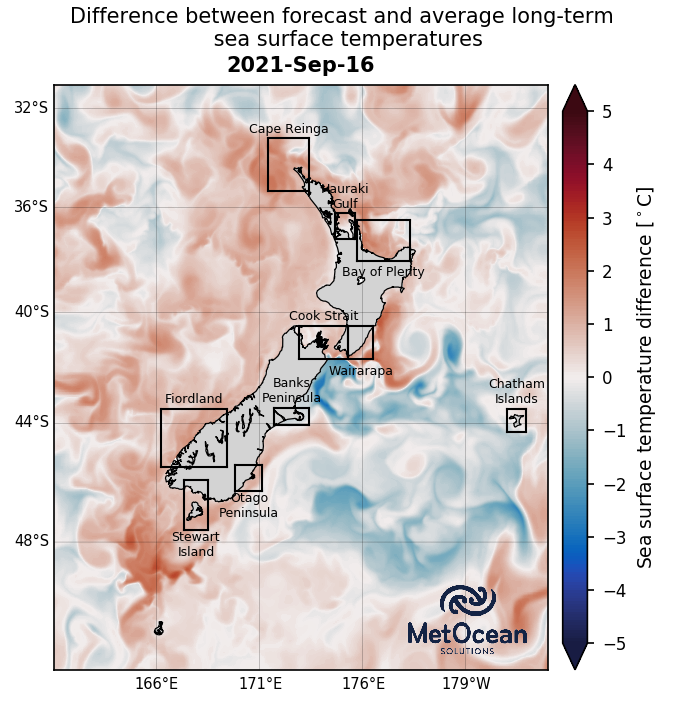 Difference between forecast and average long-term
sea surface temperatures
2021-Sep-16
32°S
36°S
40°S
44°S
48°S
Cape Reinga
Hauraki
Gulf
Bay of Plenty
Cook Strait
Wairarapa
Banks
Peninsula
Fiordland
Chatham
Islands
Otago
Peninsula
Stewart
Island
MetOcean
SOLUTIONS
166°E
171°E
176°E
179°W
5
4
3
2
1
0
−1
−2
−3
−4
−5
Sea surface temperature difference [°C]